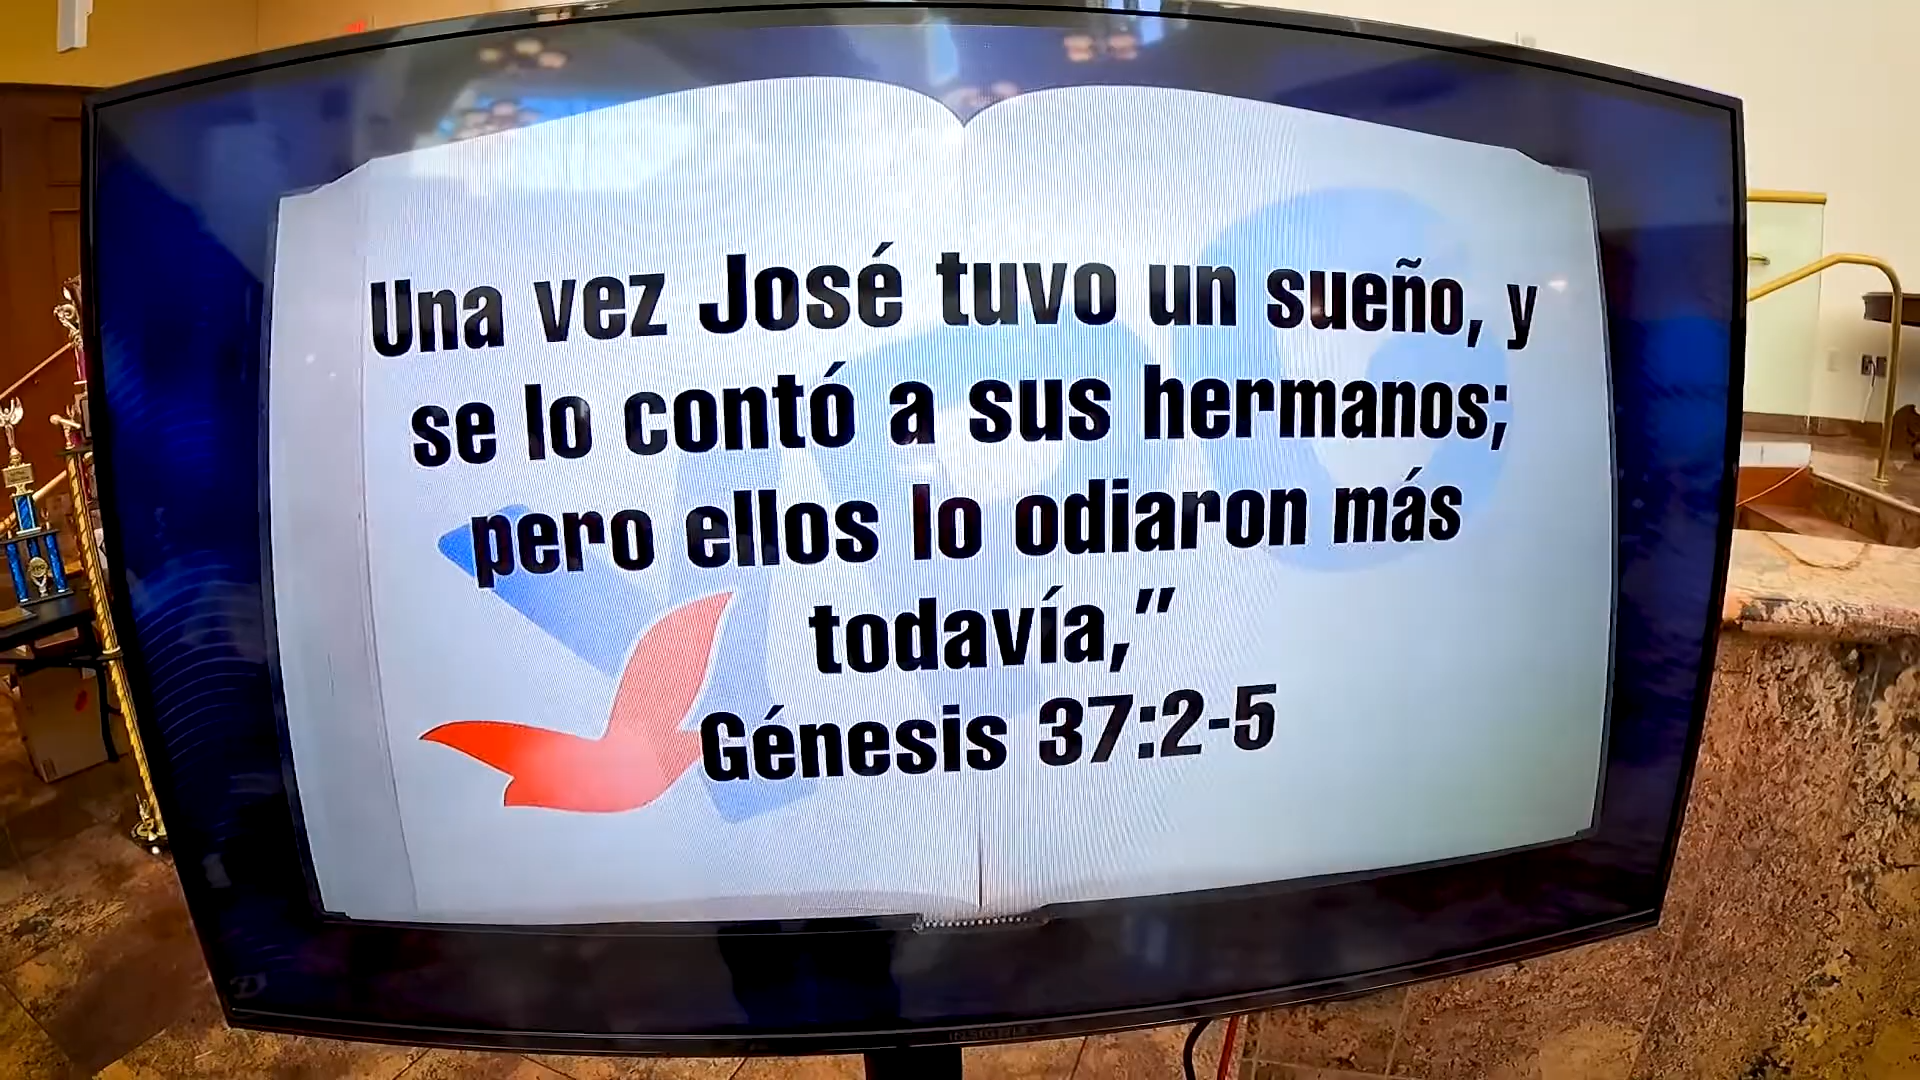 Una vez José tuvo un sueño, y
se lo contó a sus hermanos;
pero ellos lo odiaron más
todavía,”
Génesis 37:2-5
INSIGNIA